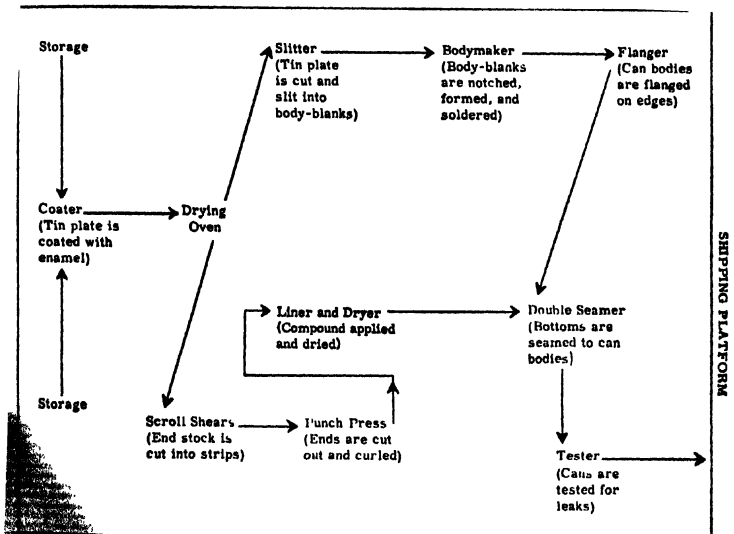 Storage
Slitter
(Tin plate
is cut and
slit into
body-blanks)
Bodymaker
(Body-blanks
are notched,
formed, and
soldered)
Flanger
(Can bodies
are flanged
on edges)
Coater
(Tin plate is
coated with
enamel)
Drying
Oven
Liner and Dryer
(Compound applied
and dried)
Double Seamer
(Bottoms are
seamed to can
bodies)
Storage
Scroll Shears
(End stock is
cut into strips)
Punch Press
(Ends are cut
out and curled)
Tester
(Cans are
tested for
leaks)
SHIPPING PLATFORM